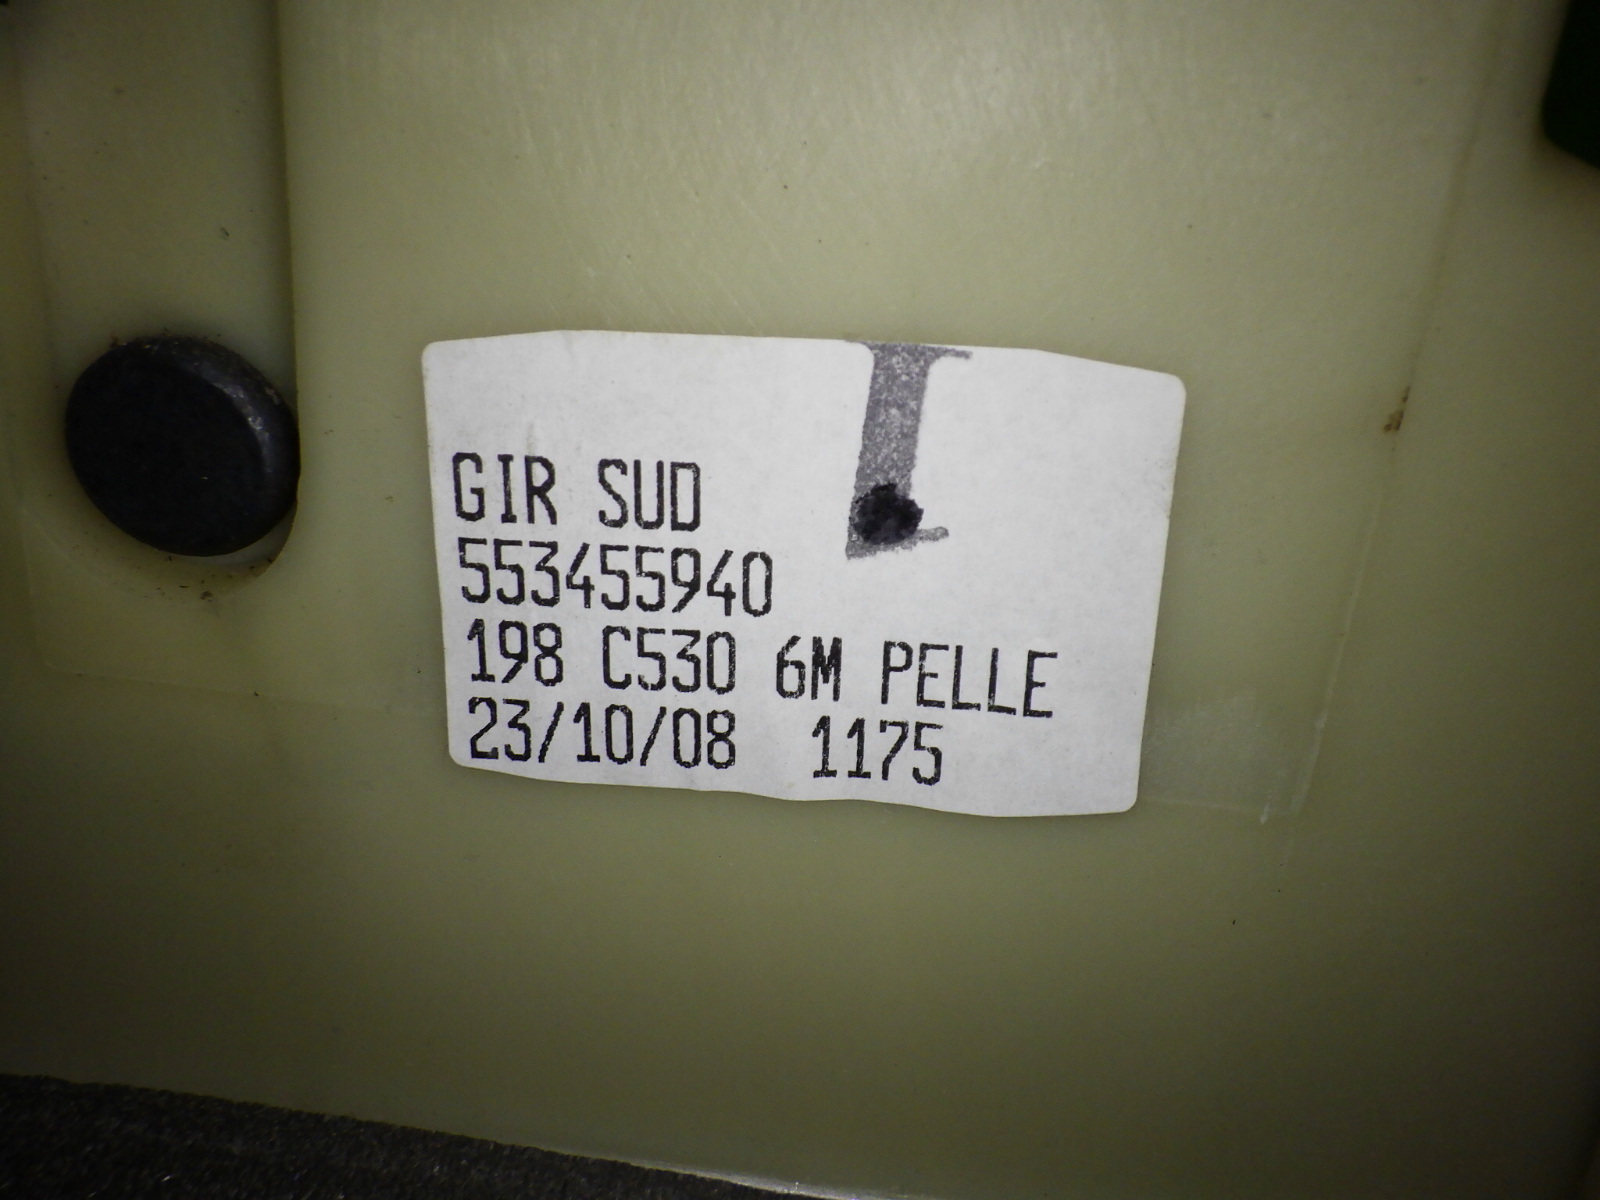 GIR SUD
553455940
198 C530 6M PELLE
23/10/08 1175